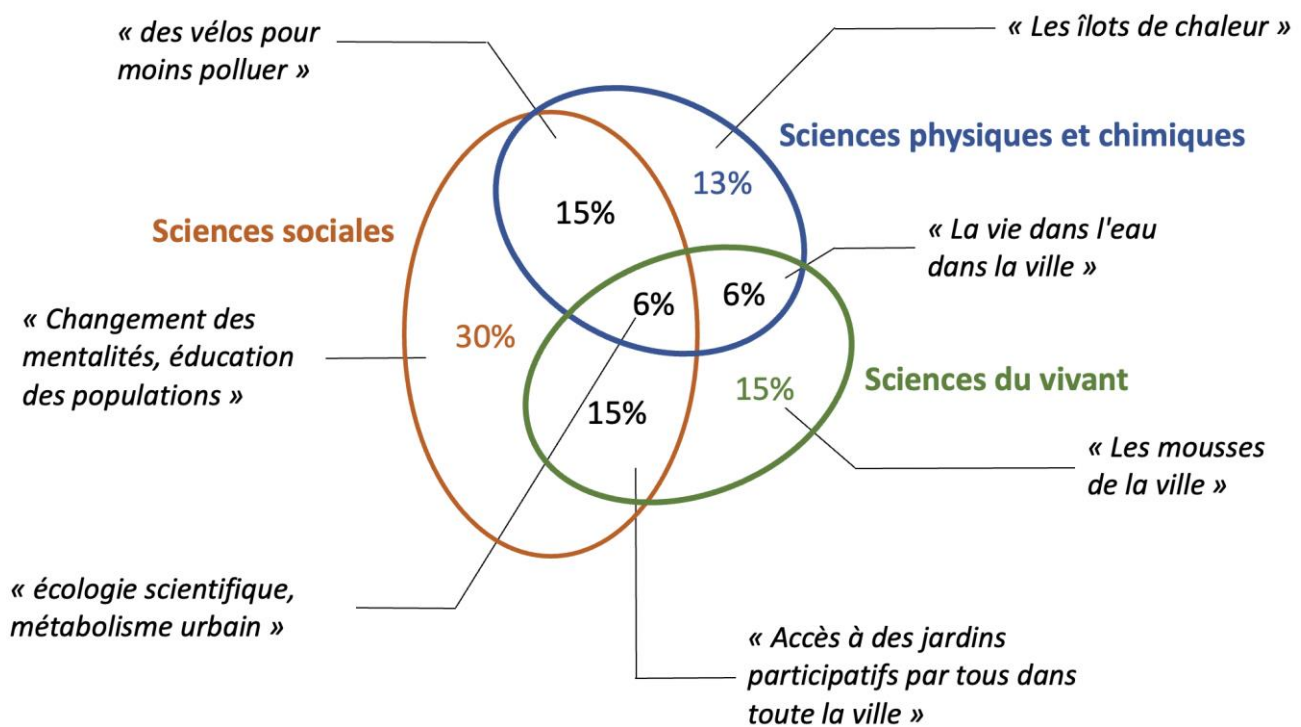 « des vélos pour
moins polluer »
« Les îlots de chaleur »
Sciences physiques et chimiques
13%
15%
Sciences sociales
« La vie dans l'eau
dans la ville »
6%
6%
« Changement des
mentalités, éducation
des populations »
30%
Sciences du vivant
15%
15%
« Les mousses
de la ville »
« écologie scientifique,
métabolisme urbain »
« Accès à des jardins
participatifs par tous dans
toute la ville »